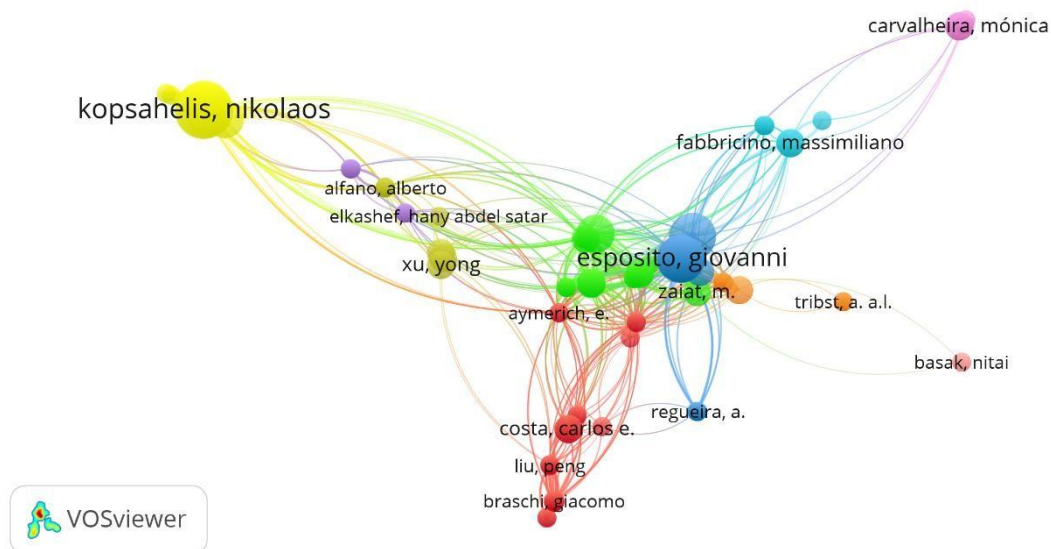 carvalheira, mónica
kopsahelis, nikolaos
fabbricino, massimiliano
alfano, alberto
elkashef, hany abdel satar
esposito, giovanni
xu, yong
zaiat, m.
tribst, a. a.l.
aymerich, e.
basak, nitai
regueira, a.
costa, carlos e.
liu, peng
braschi, giacomo
VOSviewer